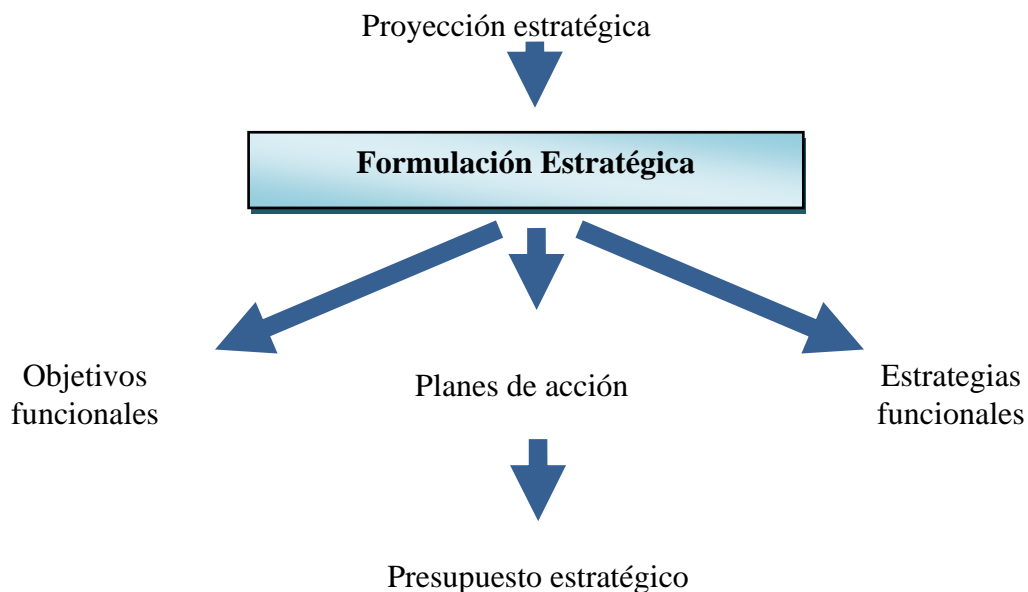 Proyección estratégica
Formulación Estratégica
Objetivos
funcionales
Planes de acción
Estrategias
funcionales
Presupuesto estratégico